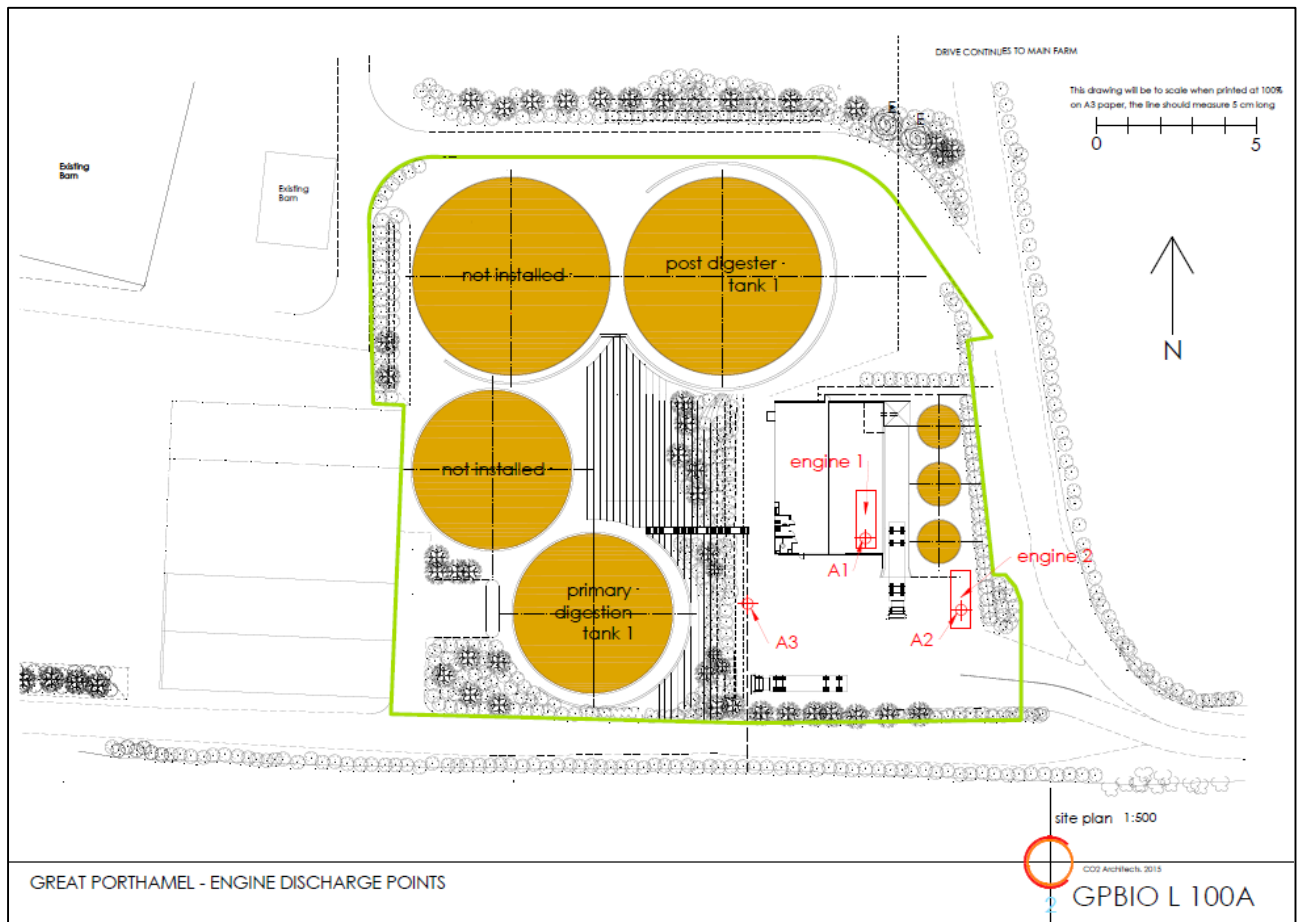 DRIVE CONTINUES TO MAIN FARM
This drawing will be to scale when printed at 100%
on A3 paper, the line should measure 5 cm long
0 5
Existing
Barn
Existing
Barn
E
E
N
not installed
post digester
tank 1
not installed
engine 1
A1
engine 2
A2
primary
digestion
tank 1
A3
site plan 1:500
CO2 Architects. 2015
2
GREAT PORTHAMEL - ENGINE DISCHARGE POINTS
GPBIO L 100A